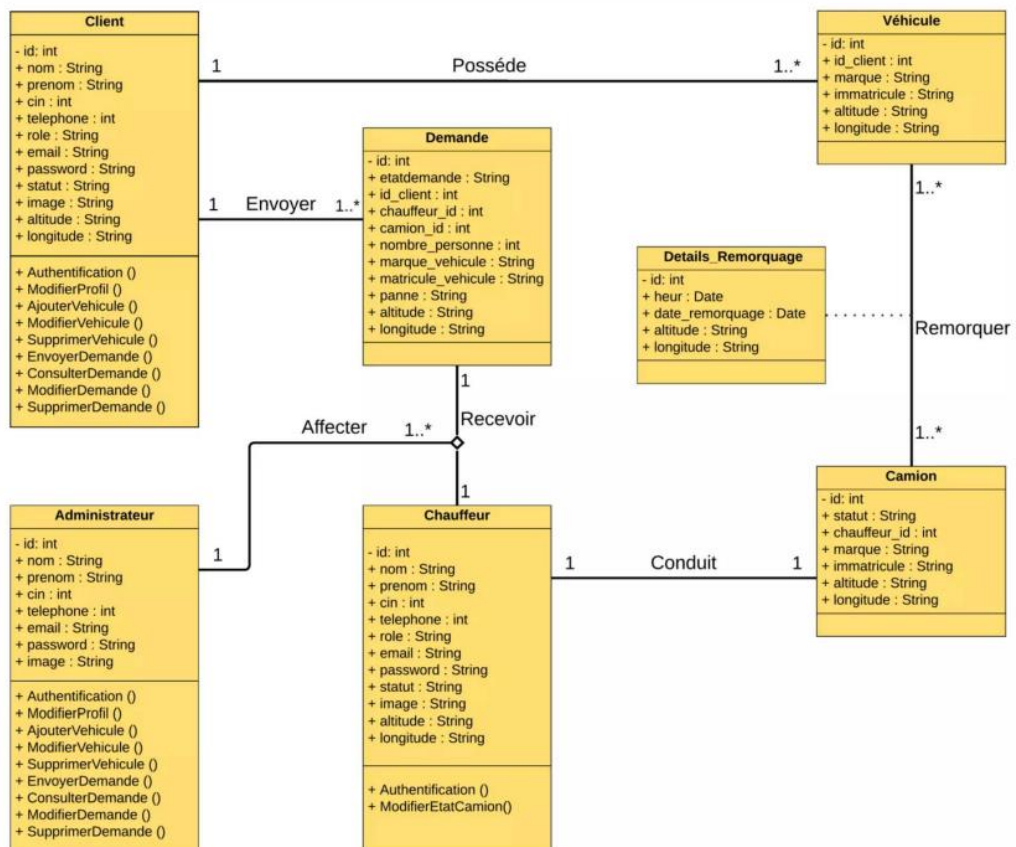 Client
- id: int
+ nom : String
+ prenom : String
+ cin : int
+ telephone : int
+ role : String
+ email : String
+ password : String
+ statut : String
+ image : String
+ altitude : String
+ longitude : String
+ Authentification ()
+ ModifierProfil ()
+ AjouterVehicule ()
+ ModifierVehicule ()
+ SupprimerVehicule ()
+ EnvoyerDemande ()
+ ConsulterDemande ()
+ ModifierDemande ()
+ SupprimerDemande ()
1
Posséde
1..*
Véhicule
- id: int
+ id_client : int
+ marque : String
+ immatricule : String
+ altitude : String
+ longitude : String
1
Envoyer
1..*
Demande
- id: int
+ etatdemande : String
+ id_client : int
+ chauffeur_id : int
+ camion_id : int
+ nombre_personne : int
+ marque_vehicule : String
+ matricule_vehicule : String
+ panne : String
+ altitude : String
+ longitude : String
1..*
Details_Remorquage
- id: int
+ heur : Date
+ date_remorquage : Date
+ altitude : String
+ longitude : String
Remorquer
1..*
1
Recevoir
Affecter
1..*
1
1
Administrateur
- id: int
+ nom : String
+ prenom : String
+ cin : int
+ telephone : int
+ email : String
+ password : String
+ image : String
+ Authentification ()
+ ModifierProfil ()
+ AjouterVehicule ()
+ ModifierVehicule ()
+ SupprimerVehicule ()
+ EnvoyerDemande ()
+ ConsulterDemande ()
+ ModifierDemande ()
+ SupprimerDemande ()
Chauffeur
- id: int
+ nom : String
+ prenom : String
+ cin : int
+ telephone : int
+ role : String
+ email : String
+ password : String
+ statut : String
+ image : String
+ altitude : String
+ longitude : String
+ Authentification ()
+ ModifierEtatCamion()
1
Conduit
1
Camion
- id: int
+ statut : String
+ chauffeur_id : int
+ marque : String
+ immatricule : String
+ altitude : String
+ longitude : String